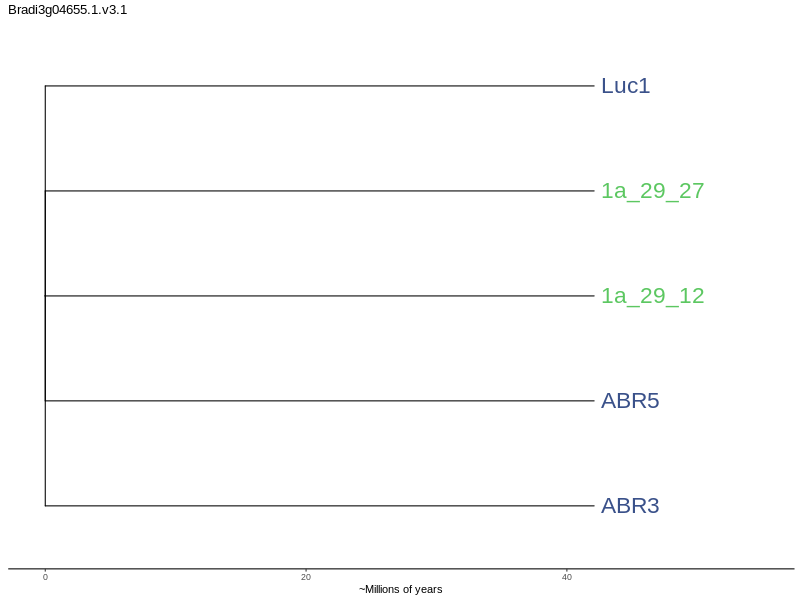 Bradi3g04655.1.v3.1
Luc1
1a_29_27
1a_29_12
ABR5
ABR3
0 20 40
~Millions of years